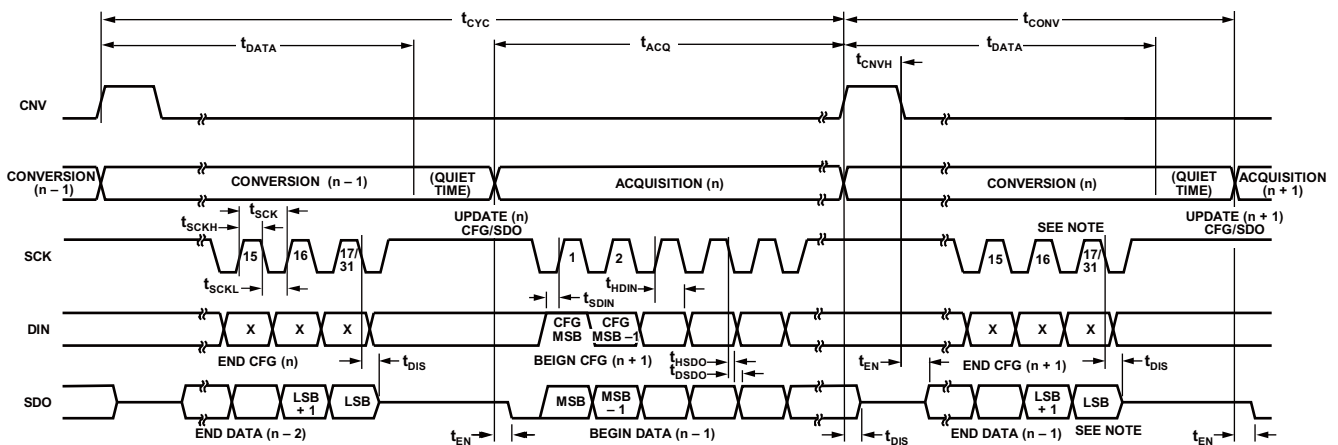 tCYC
tCONV
tDATA
tACQ
tDATA
tCNVH
CNV
CONVERSION
(n – 1)
CONVERSION (n – 1)
(QUIET
TIME)
ACQUISITION (n)
CONVERSION (n)
(QUIET
TIME)
ACQUISITION
(n + 1)
tSCK
tSCKH
UPDATE (n)
CFG/SDO
SEE NOTE
UPDATE (n + 1)
CFG/SDO
SCK
15
16
17/
31
1
2
15
16
17/
31
tSCKL
tHDIN
tSDIN
DIN
X
X
X
CFG
MSB
CFG
MSB –1
X
X
X
END CFG (n)
tDIS
BEIGN CFG (n + 1)
tHSDO
tDSDO
tEN
END CFG (n + 1)
tDIS
SDO
LSB
+ 1
LSB
MSB
MSB
–1
LSB
+ 1
LSB
END DATA (n – 2)
tEN
BEGIN DATA (n – 1)
tDIS
END DATA (n – 1)
SEE NOTE
tEN